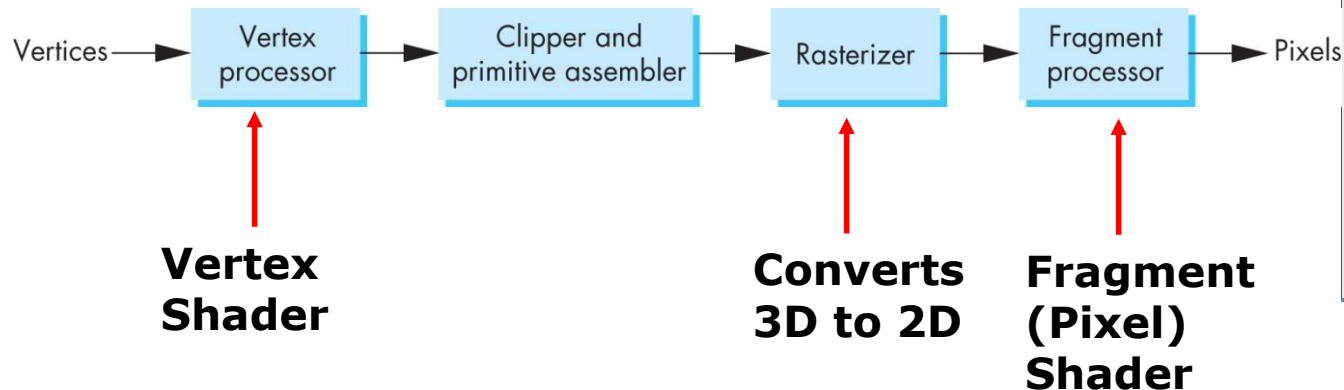 Vertices
Vertex
processor
Clipper and
primitive assembler
Rasterizer
Fragment
processor
Pixels
Vertex
Shader
Converts
3D to 2D
Fragment
(Pixel)
Shader